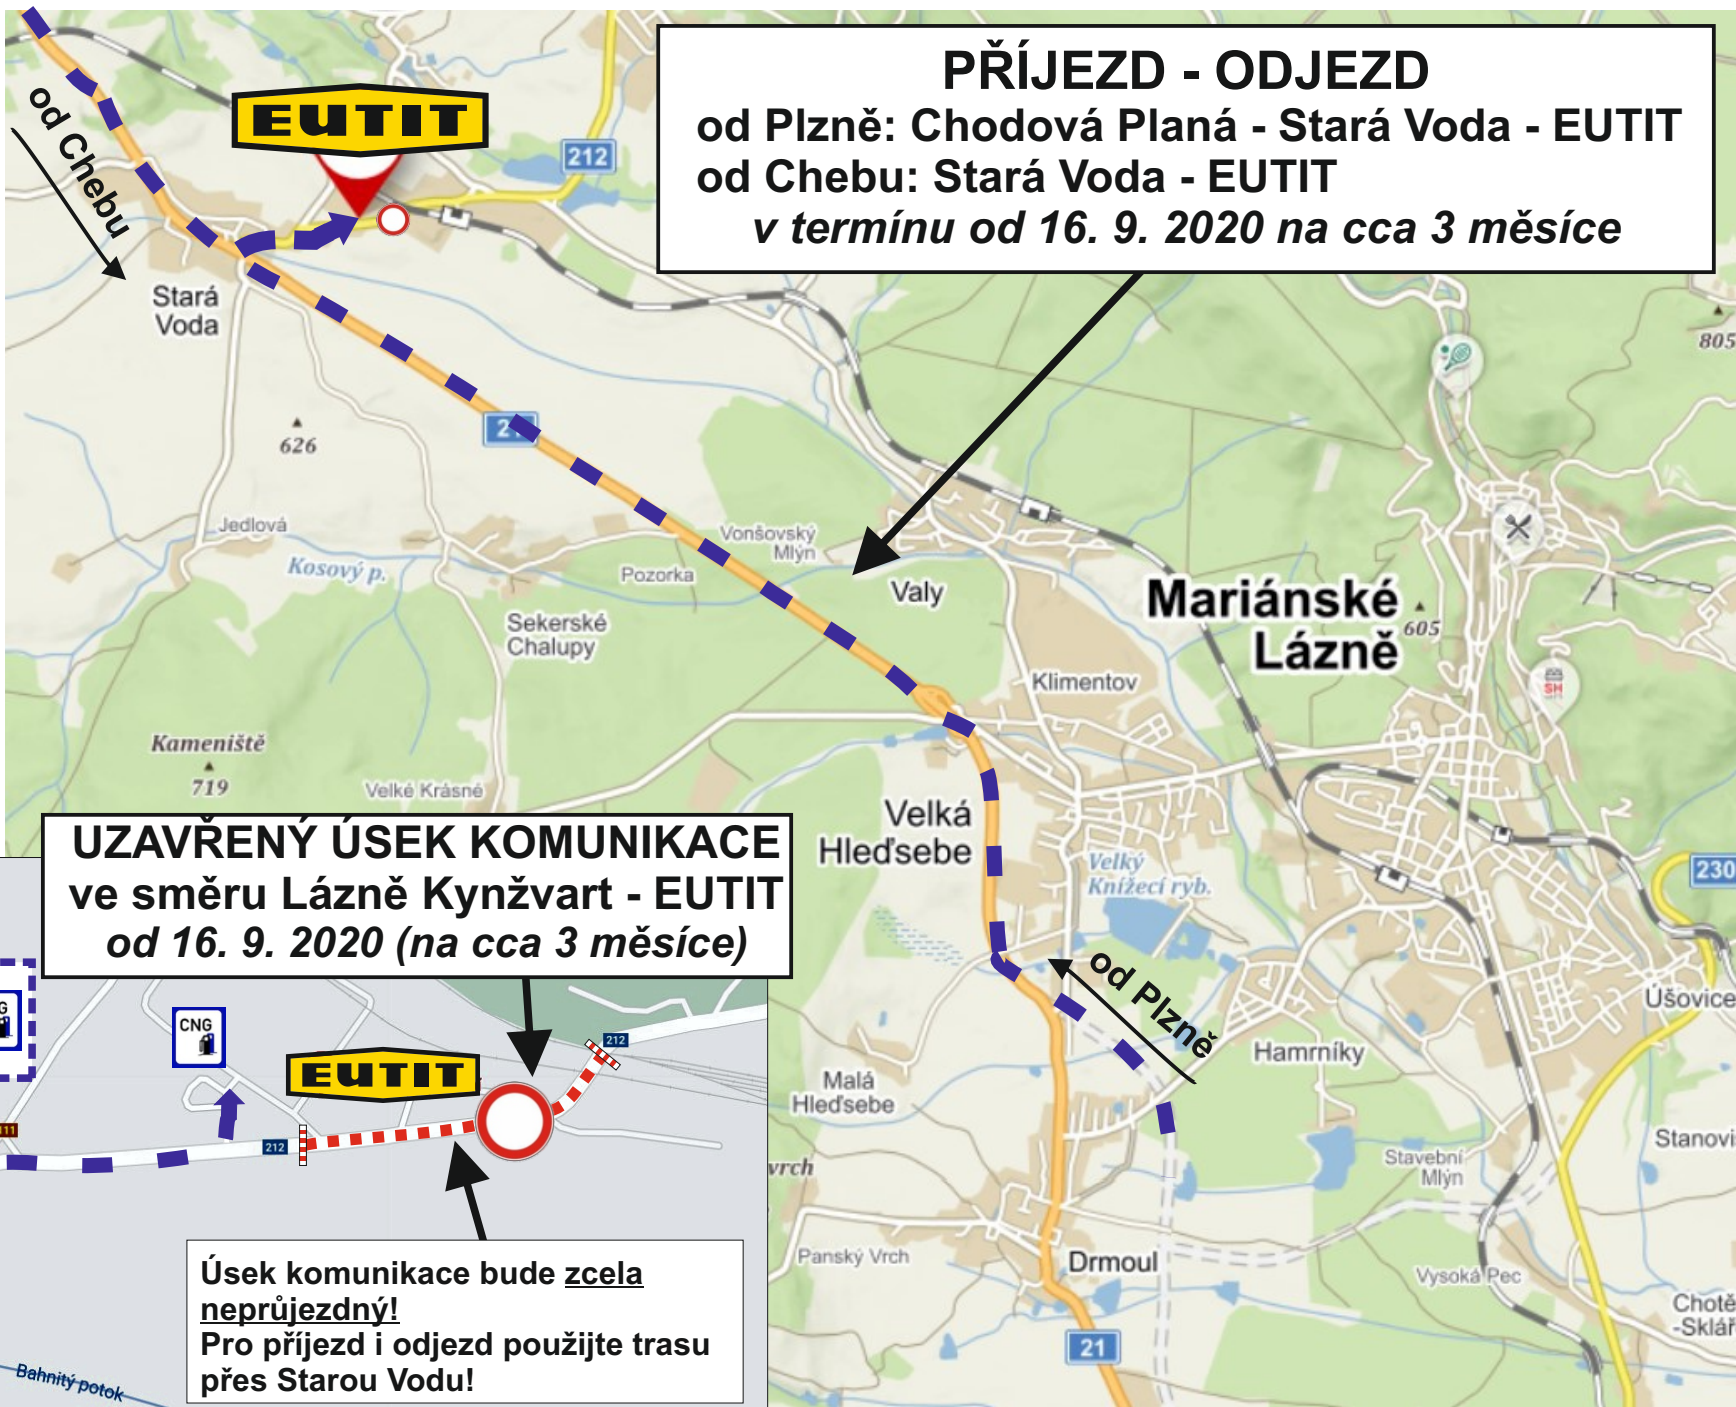 PŘÍJEZD - ODJEZD
od Plzně: Chodová Planá - Stará Voda - EUTIT
od Chebu: Stará Voda - EUTIT
v termínu od 16. 9. 2020 na cca 3 měsíce
od Chebu
EUTIT
212
Stará
Voda
805
626
21
Jedlová
Kosový p.
Vonšovský
Mlýn
Pozorka
Valy
Sekerské
Chalupy
Mariánské
Lázně
605
SH
Klimentov
Kameniště
719
Velké Krásné
Velká
Hleďsebe
Velký
Knížecí ryb.
230
UZAVŘENÝ ÚSEK KOMUNIKACE
ve směru Lázně Kynžvart - EUTIT
od 16. 9. 2020 (na cca 3 měsíce)
od Plzně
Úšovice
Hamrníky
Malá
Hleďsebe
Stanovi
Stavební
Mlýn
vrch
Panský Vrch
Drmoul
Vysoká Pec
Chotě
-Sklář
21
G
CNG
EUTIT
212
212
111
Úsek komunikace bude zcela
neprůjezdný!
Pro příjezd i odjezd použijte trasu
přes Starou Vodu!
Bahnitý potok